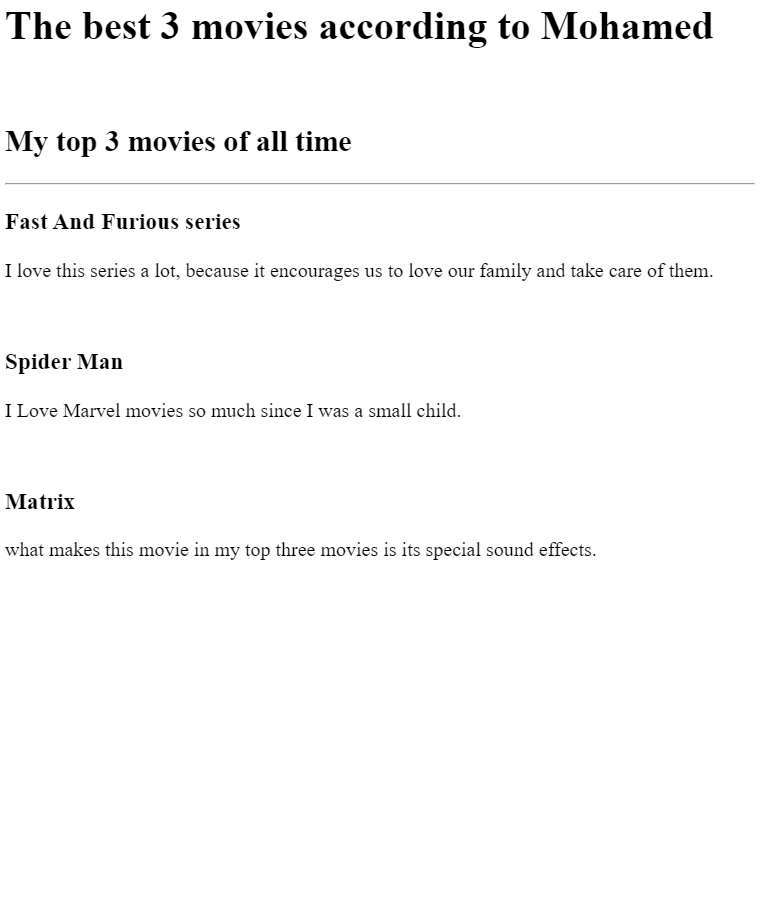 The best 3 movies according to Mohamed
My top 3 movies of all time
Fast And Furious series
I love this series a lot, because it encourages us to love our family and take care of them.
Spider Man
I Love Marvel movies so much since I was a small child.
Matrix
what makes this movie in my top three movies is its special sound effects.